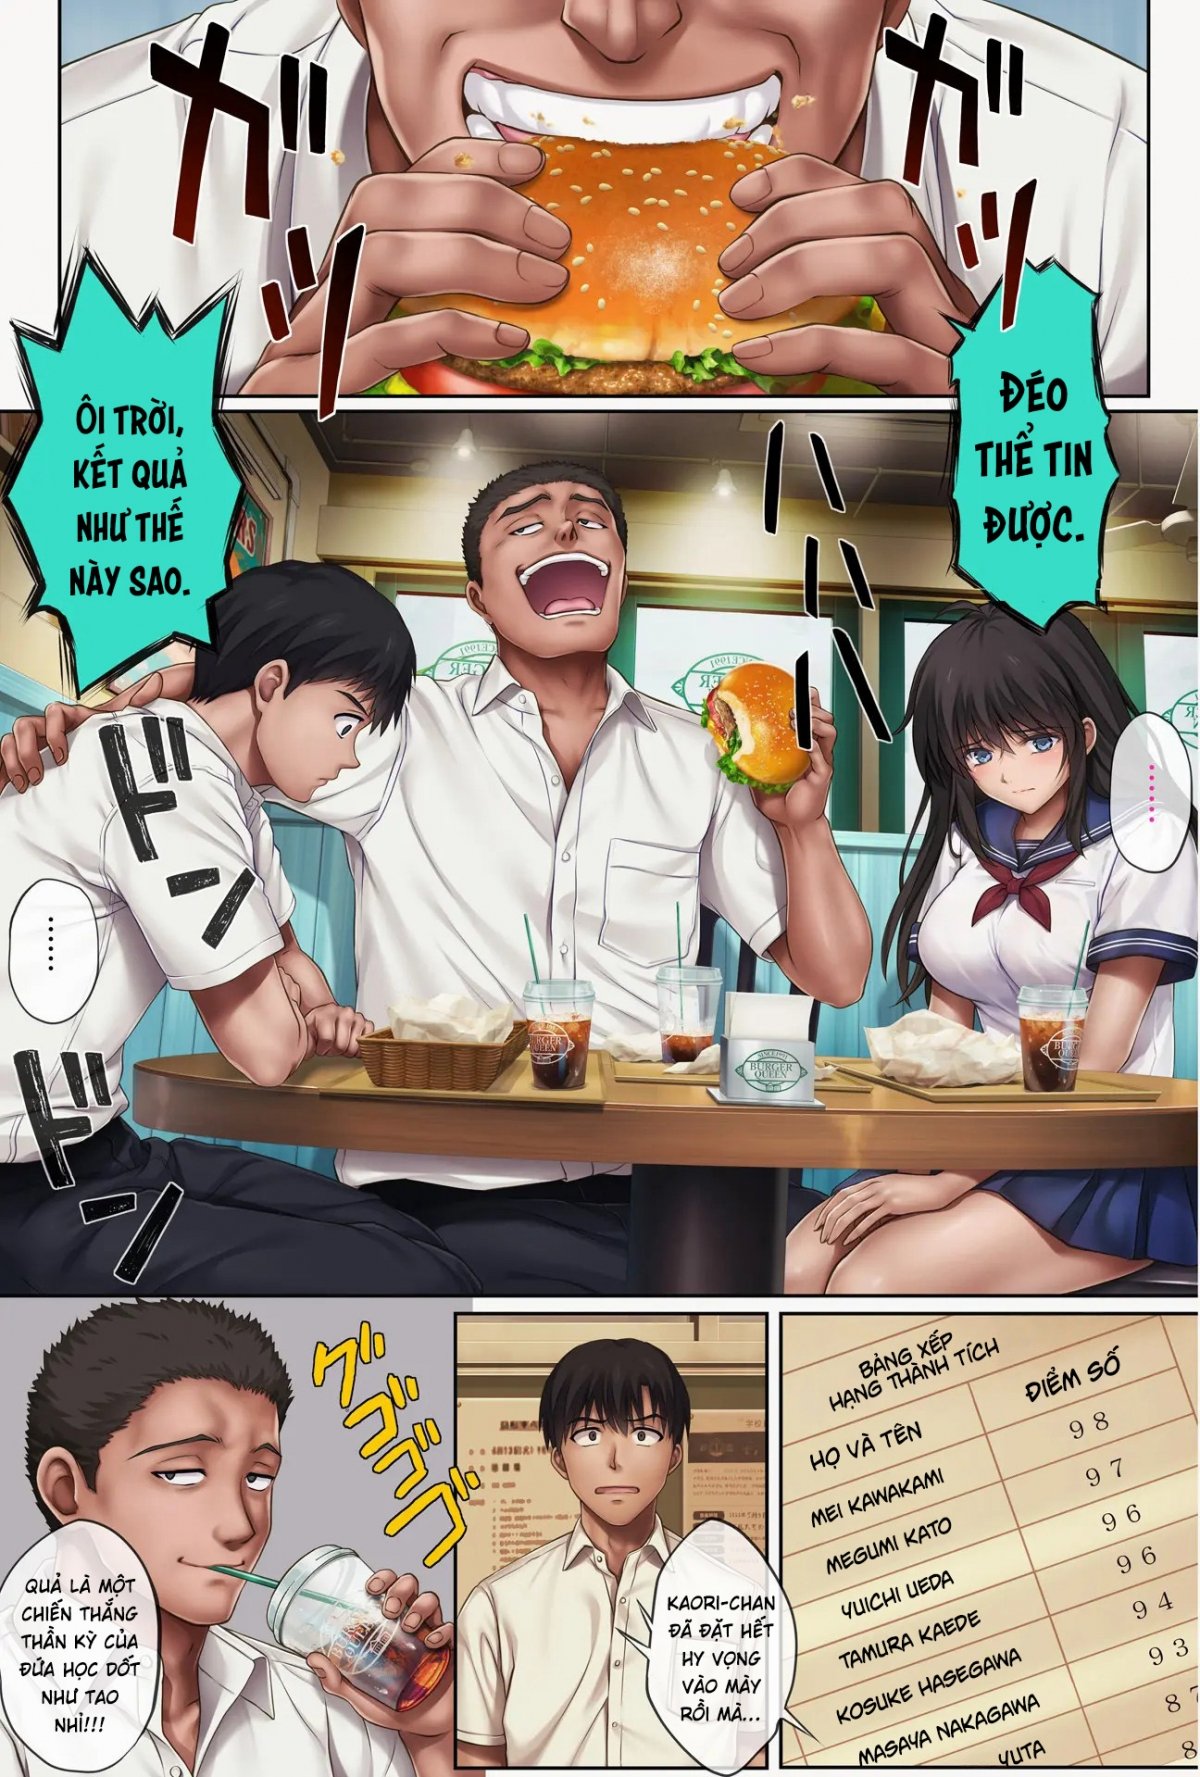 ガッ
ガッ
ÔI TRỜI,
KẾT QUẢ
NHƯ THẾ
NÀY SAO.
ĐÉO
THỂ TIN
ĐƯỢC.
ドン
ドン
SINCE 1991
BURGER
QUEEN
BẢNG XẾP
HẠNG THÀNH TÍCH
HỌ VÀ TÊN
ĐIỂM SỐ
MEI KAWAKAMI
98
MEGUMI KATO
97
YUICHI UEDA
96
TAMURA KAEDE
96
KOSUKE HASEGAWA
94
MASAYA NAKAGAWA
93
YUTA
87
KAORI-CHAN
ĐÃ ĐẶT HẾT
HY VỌNG
VÀO MÀY
RỒI MÀ...
グゴゴゴゴ
QUẢ LÀ MỘT
CHIẾN THẮNG
THẦN KỲ CỦA
ĐỨA HỌC DỐT
NHƯ TAO
NHỈ!!!